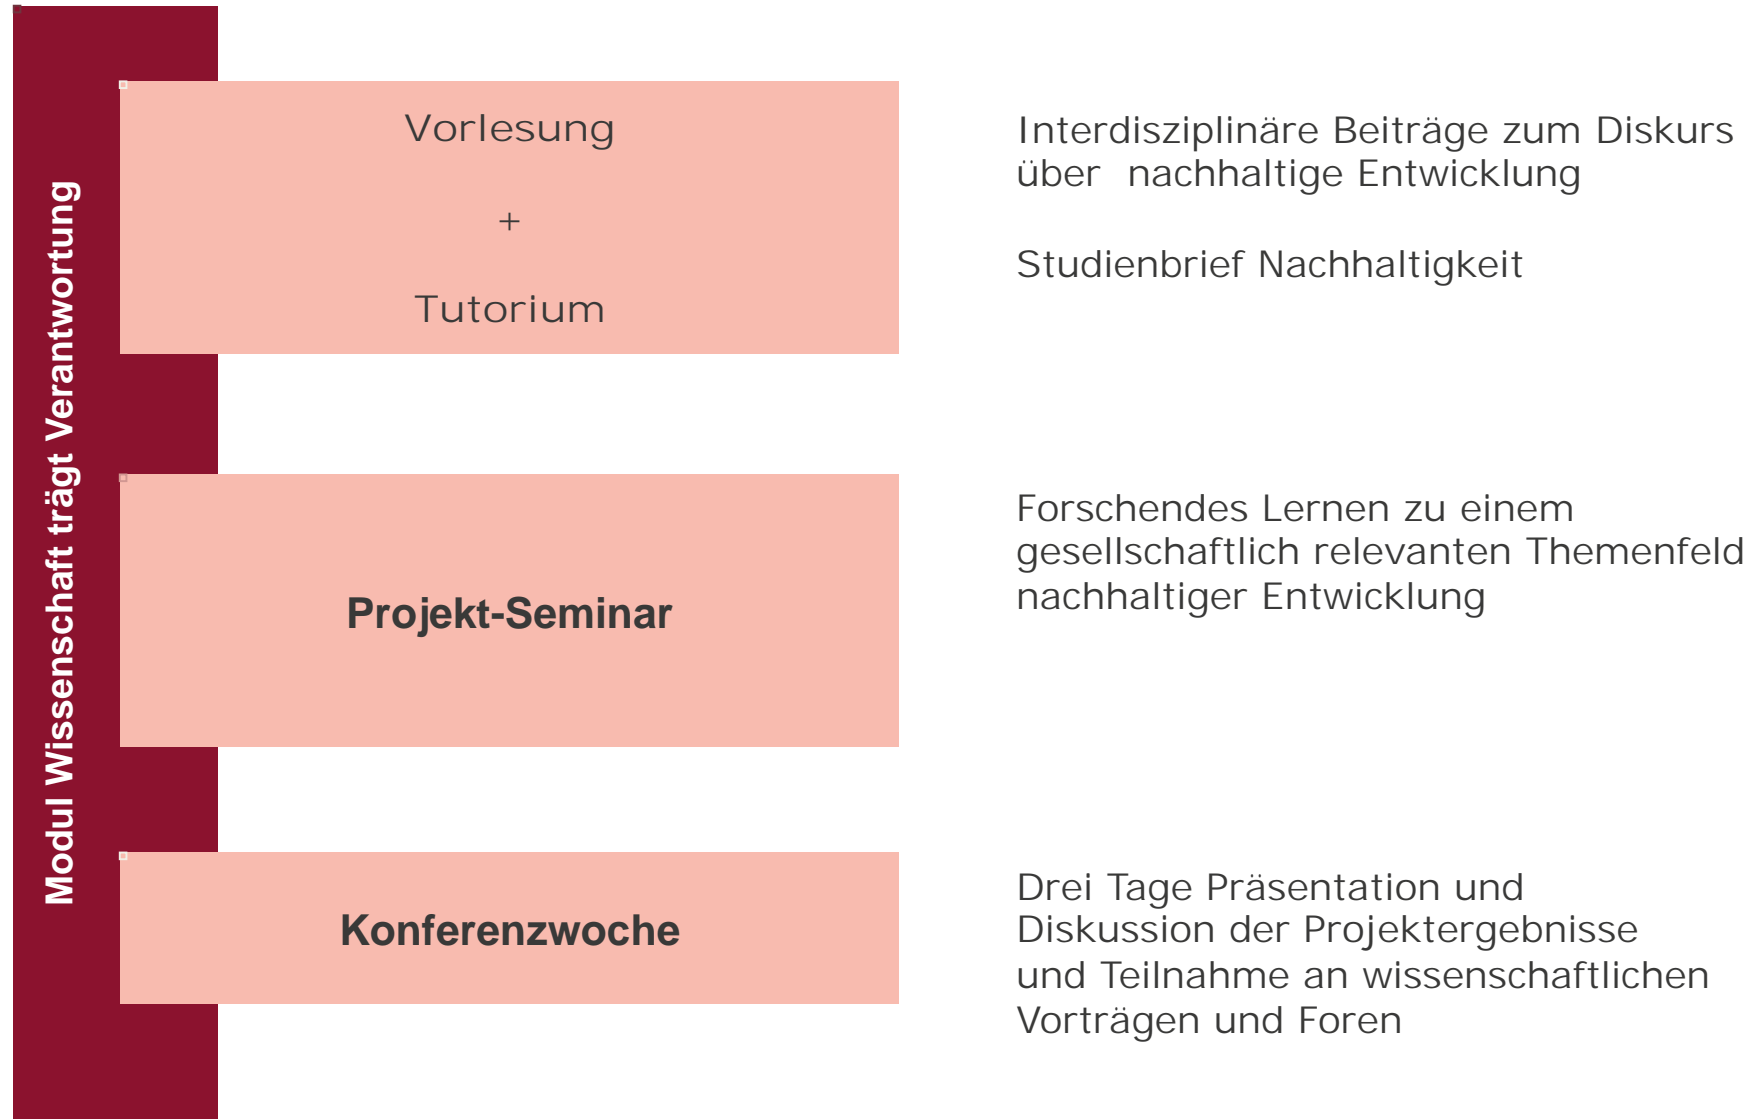 Modul Wissenschaft trägt Verantwortung
Vorlesung
+
Tutorium
Interdisziplinäre Beiträge zum Diskurs
über nachhaltige Entwicklung
Studienbrief Nachhaltigkeit
Projekt-Seminar
Forschendes Lernen zu einem
gesellschaftlich relevanten Themenfeld
nachhaltiger Entwicklung
Konferenzwoche
Drei Tage Präsentation und
Diskussion der Projektergebnisse
und Teilnahme an wissenschaftlichen
Vorträgen und Foren